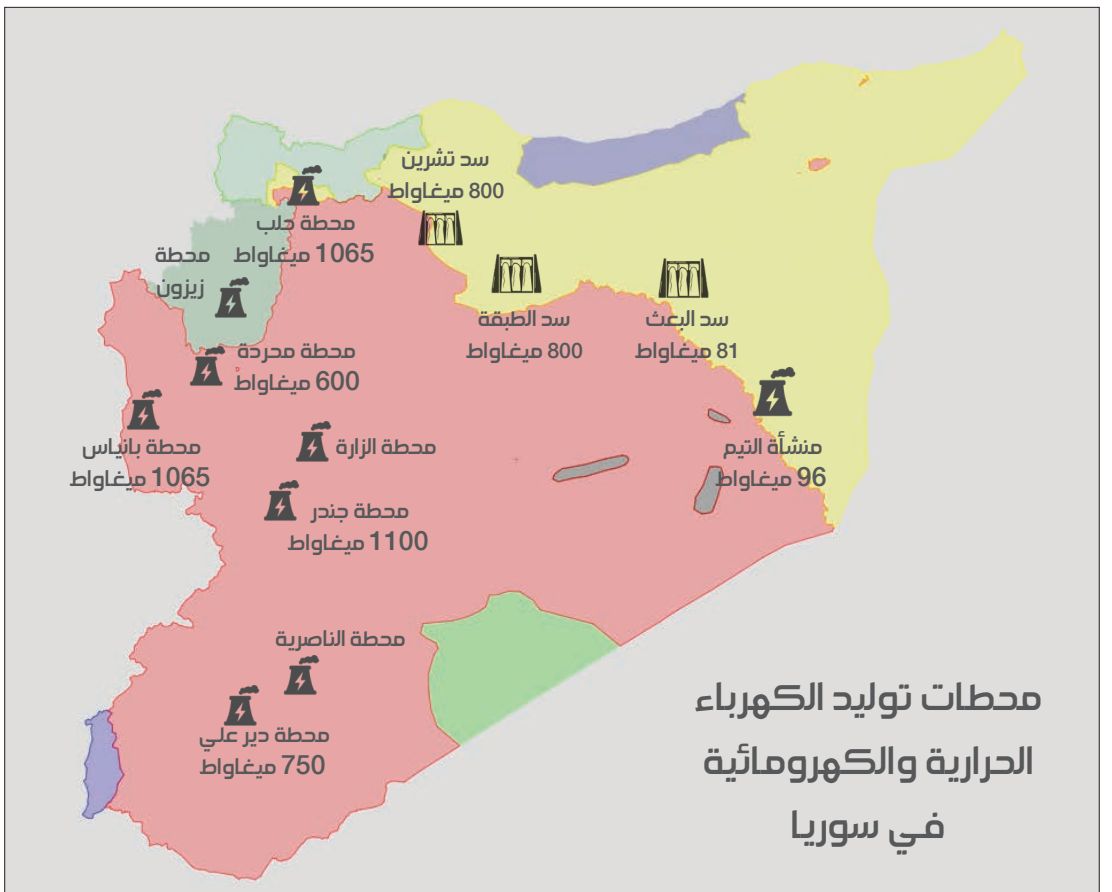 سد تشرين
800 ميغاواط
محطة حلب
1065 ميغاواط
محطة
زيزون
سد الطبقة
800 ميغاواط
سد البعث
81 ميغاواط
محطة محردة
600 ميغاواط
محطة بانياس
1065 ميغاواط
محطة الزارة
منشأة التيم
96 ميغاواط
محطة جندر
1100 ميغاواط
محطة الناصرية
محطة دير علي
750 ميغاواط
محطات توليد الكهرباء
الحرارية والكهرومائية
في سوريا